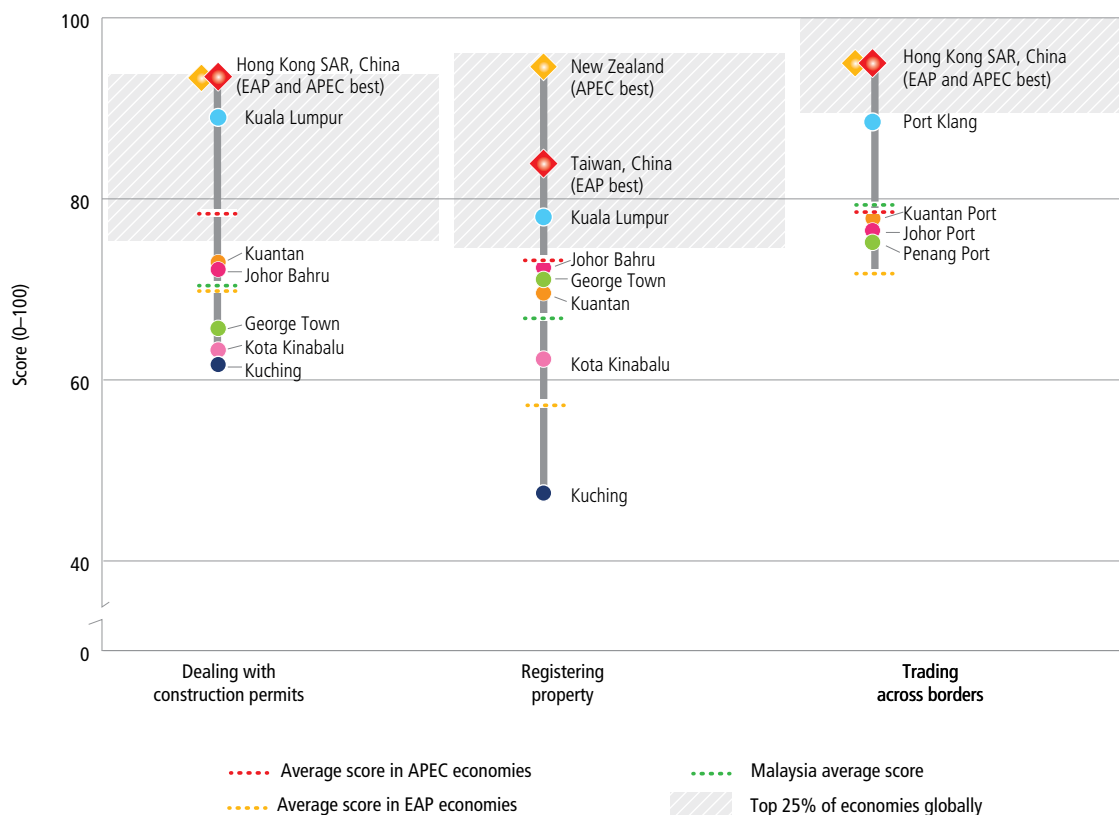 100
80
60
40
0
Score (0–100)
Hong Kong SAR, China
(EAP and APEC best)
Kuala Lumpur
Kuantan
Johor Bahru
George Town
Kota Kinabalu
Kuching
New Zealand
(APEC best)
Taiwan, China
(EAP best)
Kuala Lumpur
Johor Bahru
George Town
Kuantan
Kota Kinabalu
Kuching
Hong Kong SAR, China
(EAP and APEC best)
Port Klang
Kuantan Port
Johor Port
Penang Port
Dealing with
construction permits
Registering
property
Trading
across borders
Average score in APEC economies
Average score in EAP economies
Malaysia average score
Top 25% of economies globally